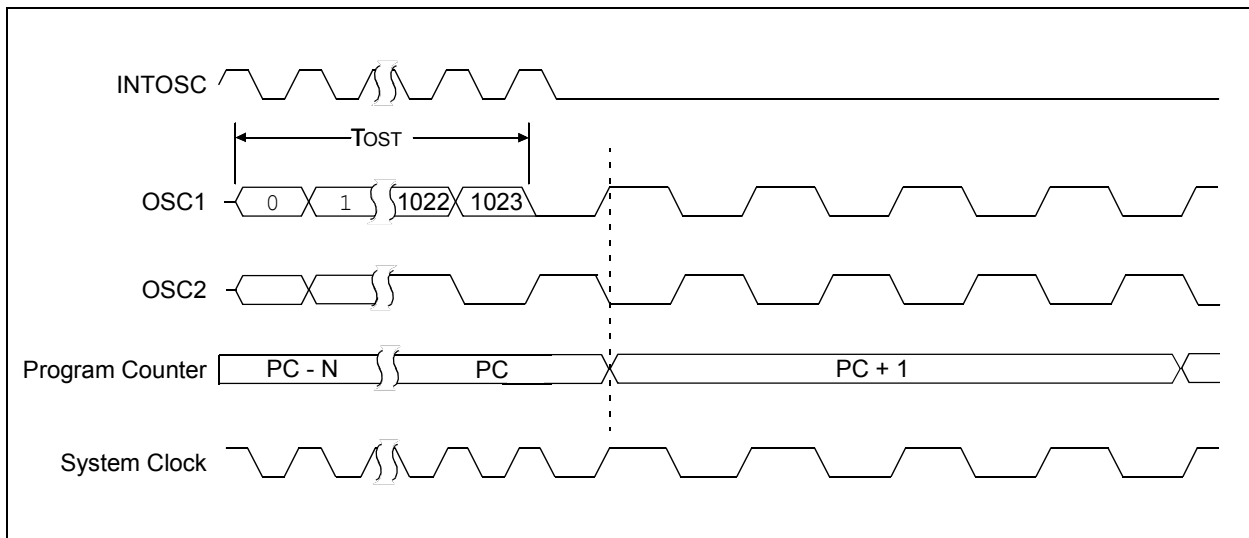 INTOSC
TOST
OSC1 0 1 1022 1023
OSC2
Program Counter PC - N PC PC + 1
System Clock